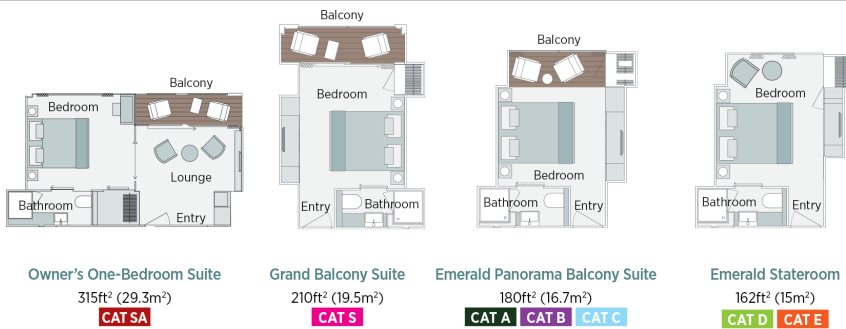 Balcony
Bedroom
Lounge
Bathroom
Entry
Owner's One-Bedroom Suite
315ft² (29.3m²)
CAT SA
Balcony
Bedroom
Entry
Bathroom
Grand Balcony Suite
210ft² (19.5m²)
CAT S
Balcony
Bedroom
Bathroom
Entry
Emerald Panorama Balcony Suite
180ft² (16.7m²)
CAT A CAT B CAT C
Bedroom
Bathroom
Entry
Emerald Stateroom
162ft² (15m²)
CAT D CAT E